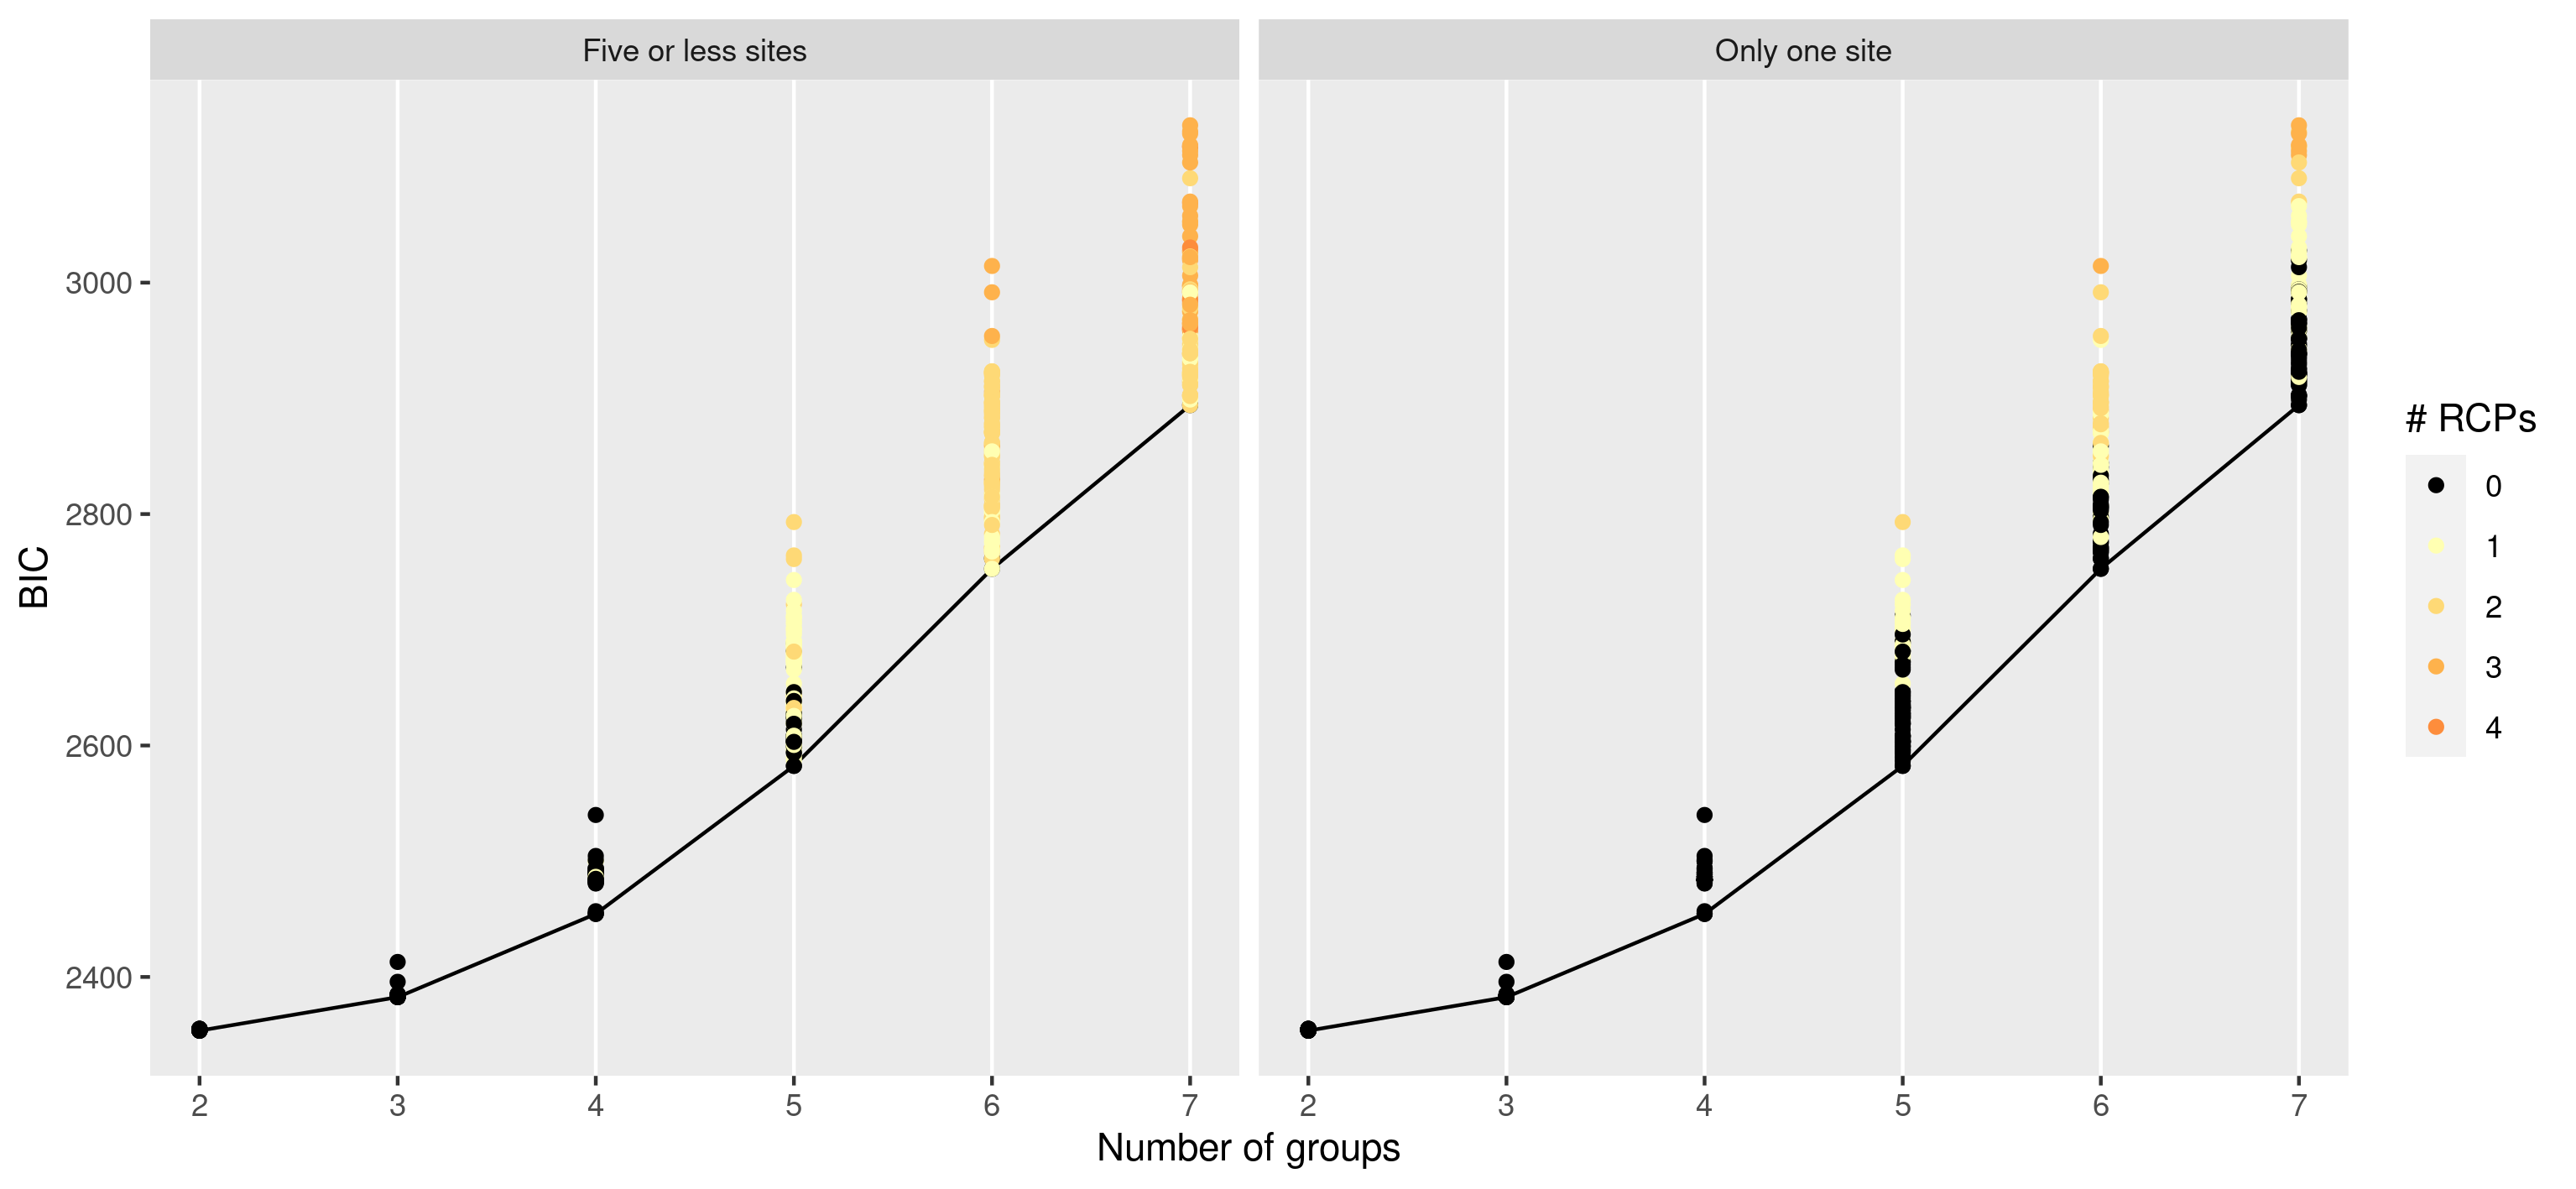 Five or less sites
Only one site
BIC
3000
2800
2600
2400
2 3 4 5 6 7
2 3 4 5 6 7
Number of groups
# RCPs
0
1
2
3
4